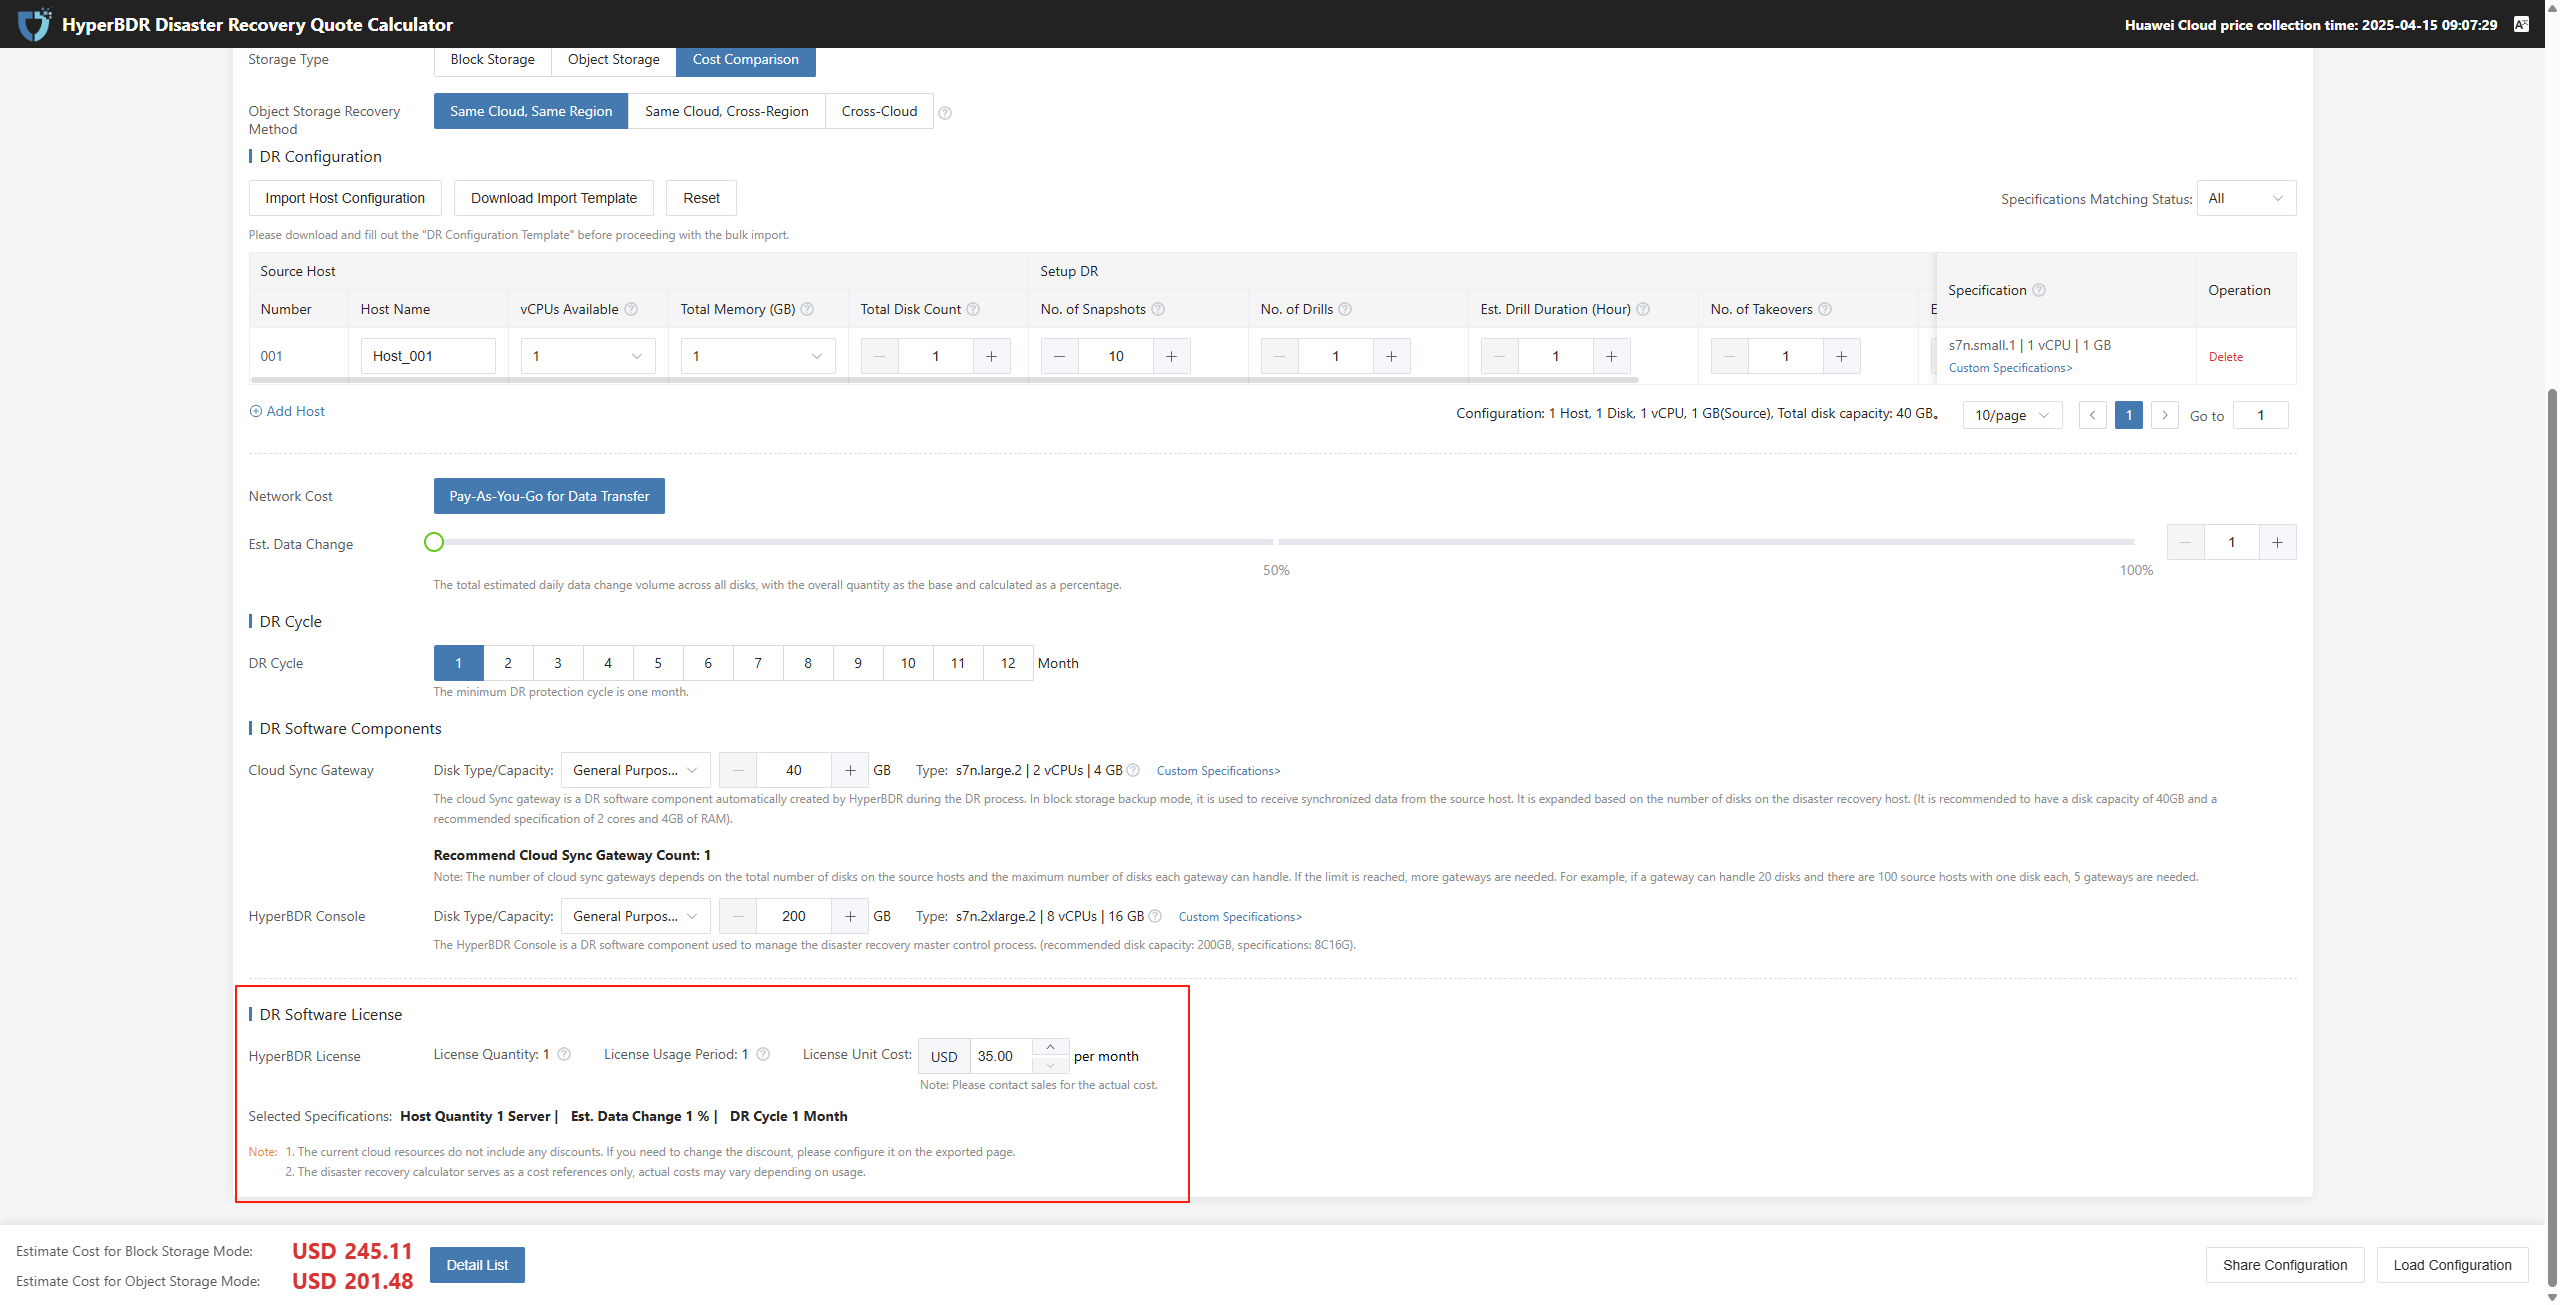 HyperBDR Disaster Recovery Quote Calculator
Huawei Cloud price collection time: 2025-04-15 09:07:29
Storage Type
Block Storage
Object Storage
Cost Comparison
Object Storage Recovery
Method
Same Cloud, Same Region
Same Cloud, Cross-Region
Cross-Cloud
DR Configuration
Import Host Configuration
Download Import Template
Reset
Specifications Matching Status:
All
Please download and fill out the "DR Configuration Template" before proceeding with the bulk import.
Source Host
Setup DR
Specification
Operation
Number
Host Name
vCPUs Available
Total Memory (GB)
Total Disk Count
No. of Snapshots
No. of Drills
Est. Drill Duration (Hour)
No. of Takeovers
E
001
Host_001
1
1
1
10
1
1
1
s7n.small.1 | 1 vCPU | 1 GB
Custom Specifications>
Delete
Add Host
Configuration: 1 Host, 1 Disk, 1 vCPU, 1 GB(Source), Total disk capacity: 40 GB。
10/page
1
Go to
1
Network Cost
Pay-As-You-Go for Data Transfer
Est. Data Change
1
50%
100%
The total estimated daily data change volume across all disks, with the overall quantity as the base and calculated as a percentage.
DR Cycle
DR Cycle
1 2 3 4 5 6 7 8 9 10 11 12 Month
The minimum DR protection cycle is one month.
DR Software Components
Cloud Sync Gateway
Disk Type/Capacity: General Purpos... 40 GB Type: s7n.large.2 | 2 vCPUs | 4 GB Custom Specifications>
The cloud Sync gateway is a DR software component automatically created by HyperBDR during the DR process. In block storage backup mode, it is used to receive synchronized data from the source host. It is expanded based on the number of disks on the disaster recovery host. (It is recommended to have a disk capacity of 40GB and a
recommended specification of 2 cores and 4GB of RAM).
Recommend Cloud Sync Gateway Count: 1
Note: The number of cloud sync gateways depends on the total number of disks on the source hosts and the maximum number of disks each gateway can handle. If the limit is reached, more gateways are needed. For example, if a gateway can handle 20 disks and there are 100 source hosts with one disk each, 5 gateways are needed.
HyperBDR Console
Disk Type/Capacity: General Purpos... 200 GB Type: s7n.2xlarge.2 | 8 vCPUs | 16 GB Custom Specifications>
The HyperBDR Console is a DR software component used to manage the disaster recovery master control process. (recommended disk capacity: 200GB, specifications: 8C16G).
DR Software License
HyperBDR License
License Quantity: 1
License Usage Period: 1
License Unit Cost: USD 35.00 per month
Note: Please contact sales for the actual cost.
Selected Specifications: Host Quantity 1 Server | Est. Data Change 1 % | DR Cycle 1 Month
Note: 1. The current cloud resources do not include any discounts. If you need to change the discount, please configure it on the exported page.
2. The disaster recovery calculator serves as a cost references only, actual costs may vary depending on usage.
Estimate Cost for Block Storage Mode: USD 245.11
Estimate Cost for Object Storage Mode: USD 201.48
Detail List
Share Configuration
Load Configuration